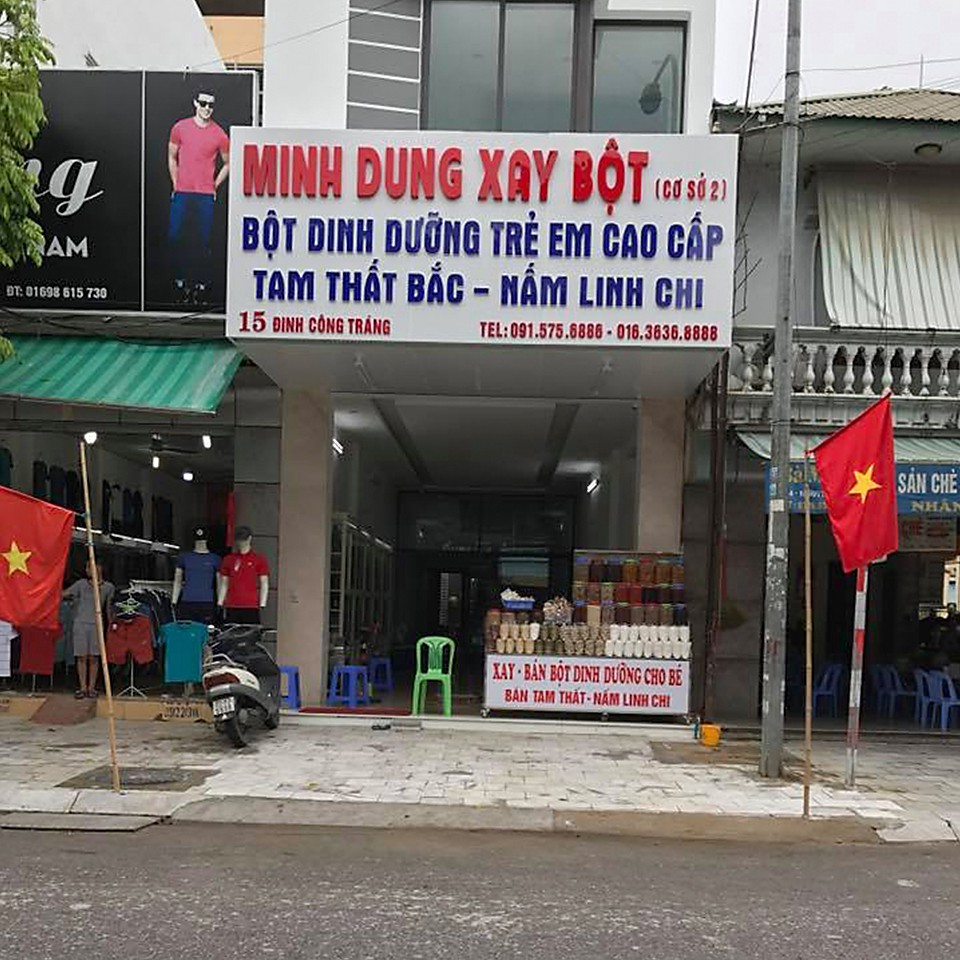 MINH DUNG XAY BỘT (CƠ SỞ 2)
BỘT DINH DƯỠNG TRẺ EM CAO CẤP
TAM THẤT BẮC - NẤM LINH CHI
15 ĐINH CÔNG TRÁNG
TEL: 091.575.6886 - 016.3636.8888
NAM
ĐT: 01698 615 730
SẢN CHÈ
XAY - BÁN BỘT DINH DƯỠNG CHO BÉ
BÁN TAM THẤT - NẤM LINH CHI